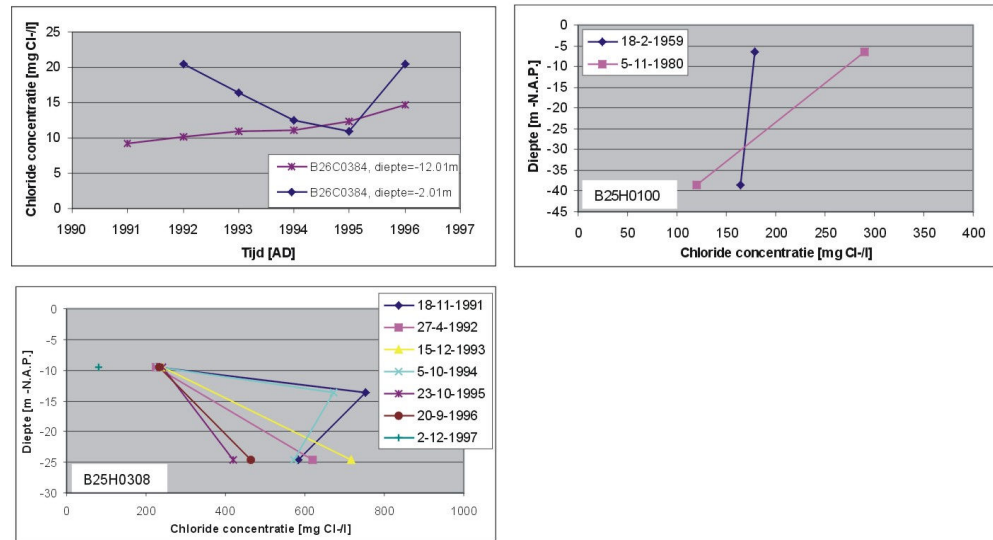 Chloride concentratie [mg Cl-/l]
25
20
15
10
5
0
1990 1991 1992 1993 1994 1995 1996 1997
Tijd [AD]
B26C0384, diepte=-12.01m
B26C0384, diepte=-2.01m
Diepte [m -N.A.P.]
0
-5
-10
-15
-20
-25
-30
-35
-40
-45
18-2-1959
5-11-1980
B25H0100
0 50 100 150 200 250 300 350 400
Chloride concentratie [mg Cl-/l]
Diepte [m -N.A.P.]
0
-5
-10
-15
-20
-25
-30
B25H0308
18-11-1991
27-4-1992
15-12-1993
5-10-1994
23-10-1995
20-9-1996
2-12-1997
0 200 400 600 800 1000
Chloride concentratie [mg Cl-/l]